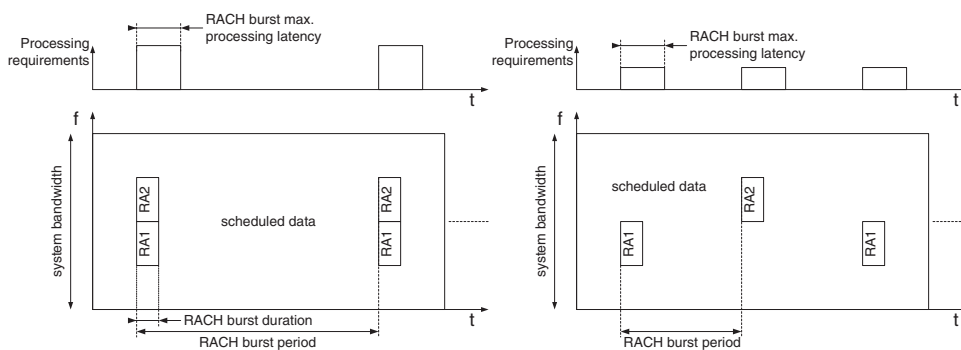 RACH burst max.
processing latency
Processing
requirements
t
f
system bandwidth
RA2
RA1
scheduled data
RA2
RA1
t
RACH burst duration
RACH burst period
RACH burst max.
processing latency
Processing
requirements
t
f
system bandwidth
scheduled data
RA2
RA1
RA1
t
RACH burst period